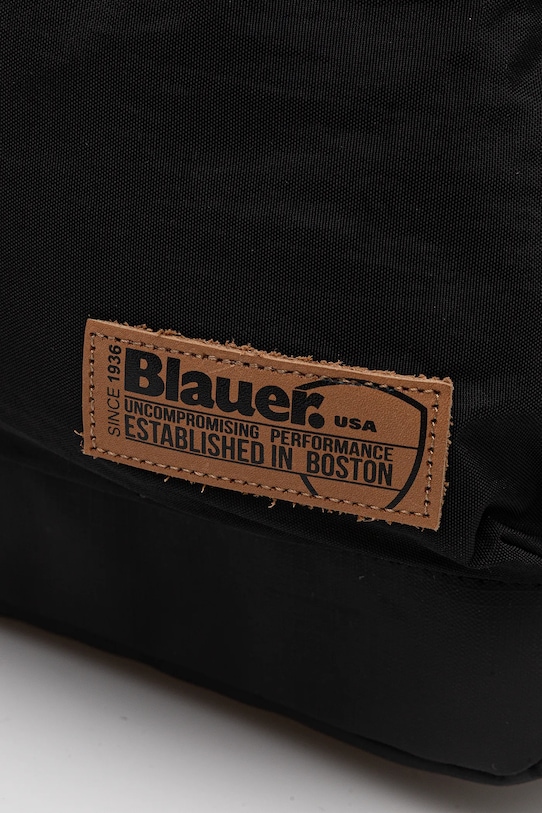 SINCE 1936
Blauer. USA
UNCOMPROMISING PERFORMANCE
ESTABLISHED IN BOSTON